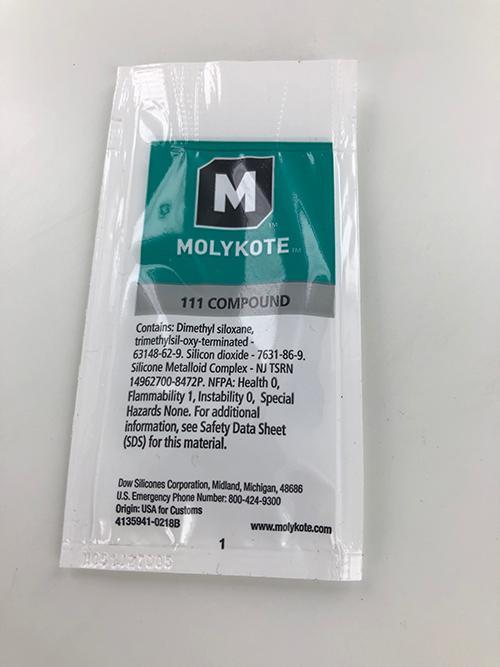 M
TM
MOLYKOTE TM
111 COMPOUND
Contains: Dimethyl siloxane,
trimethylsil-oxy-terminated -
63148-62-9. Silicon dioxide - 7631-86-9.
Silicone Metalloid Complex - NJ TSRN
14962700-8472P. NFPA: Health 0,
Flammability 1, Instability 0, Special
Hazards None. For additional
information, see Safety Data Sheet
(SDS) for this material.
Dow Silicones Corporation, Midland, Michigan, 48686
U.S. Emergency Phone Number: 800-424-9300
Origin: USA for Customs
4135941-0218B
www.molykote.com
1